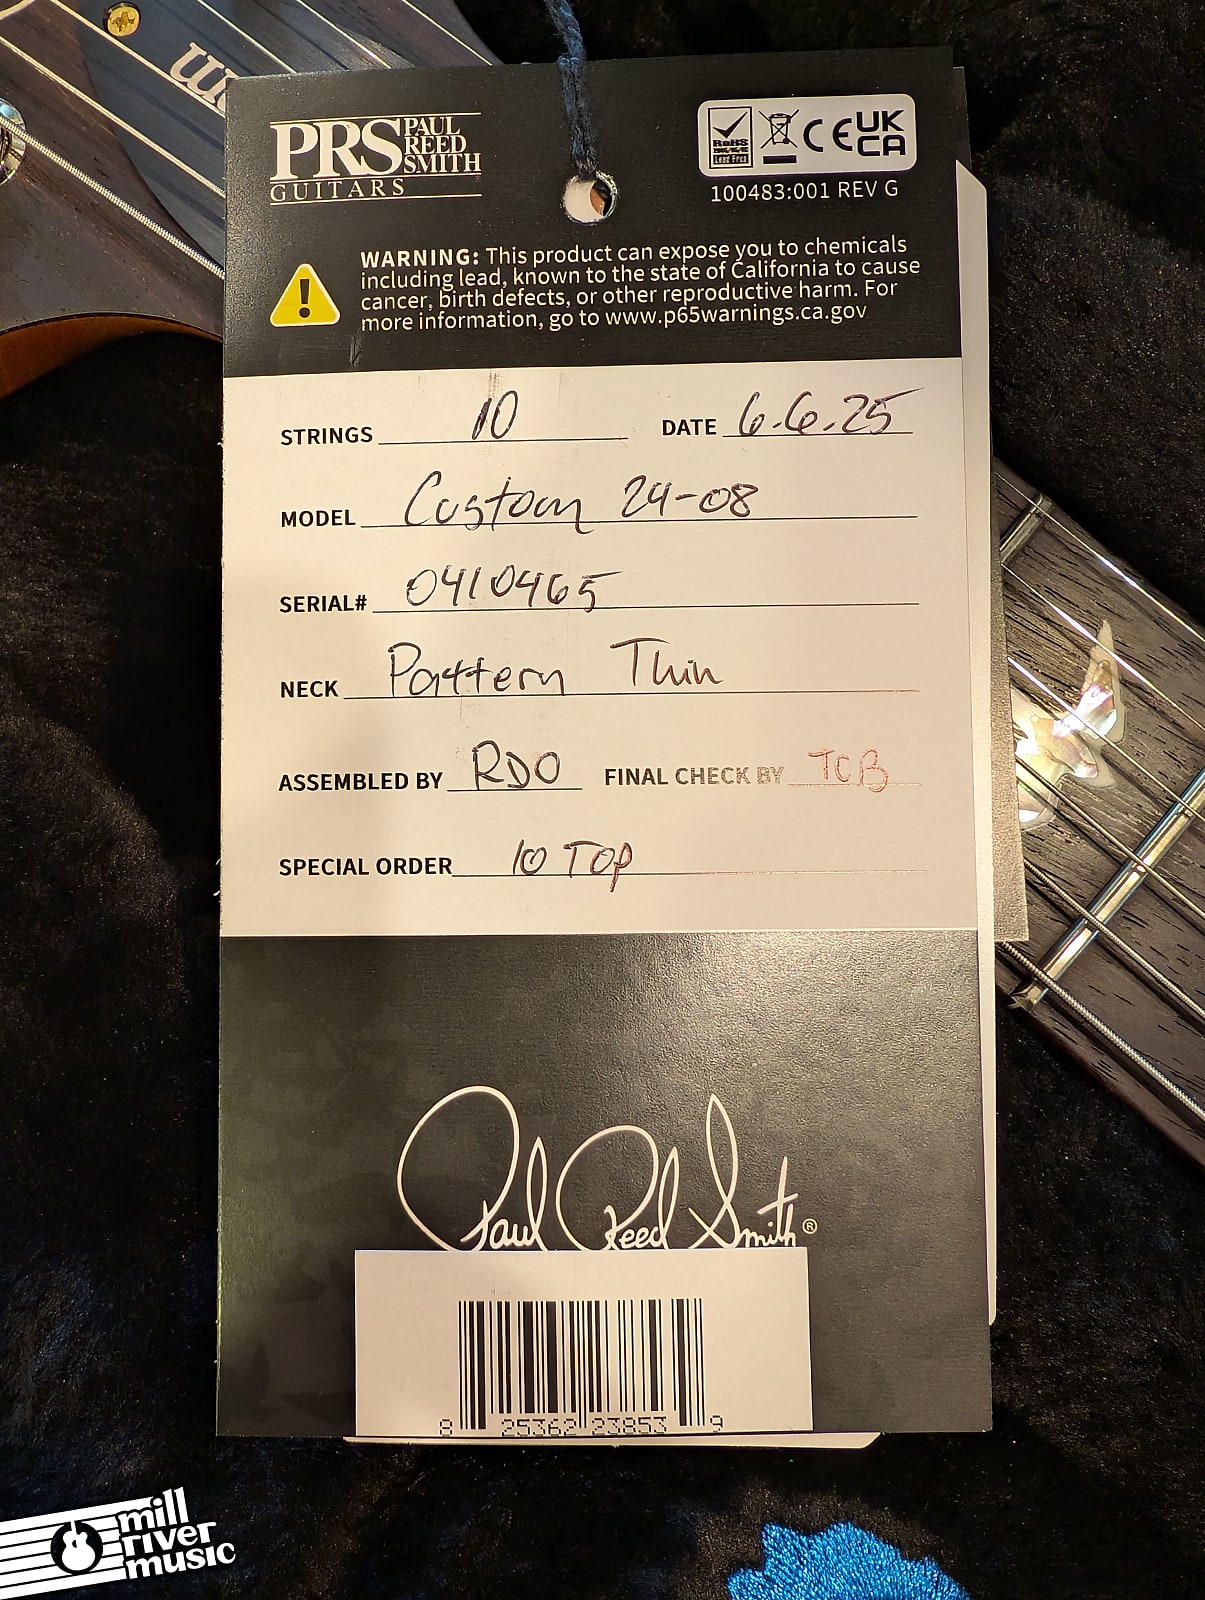 PRS PAUL REED SMITH
GUITARS
RoHS
Lead Free
CE UK CA
100483:001 REV G
WARNING: This product can expose you to chemicals
including lead, known to the state of California to cause
cancer, birth defects, or other reproductive harm. For
more information, go to www.p65warnings.ca.gov
STRINGS 10 DATE 6.6.25
MODEL Custom 24-08
SERIAL# 0410465
NECK Pattern Thin
ASSEMBLED BY RDO FINAL CHECK BY TCB
SPECIAL ORDER 10 TOP
Paul Reed Smith ®
8 25362 23853 9
mill
river
music